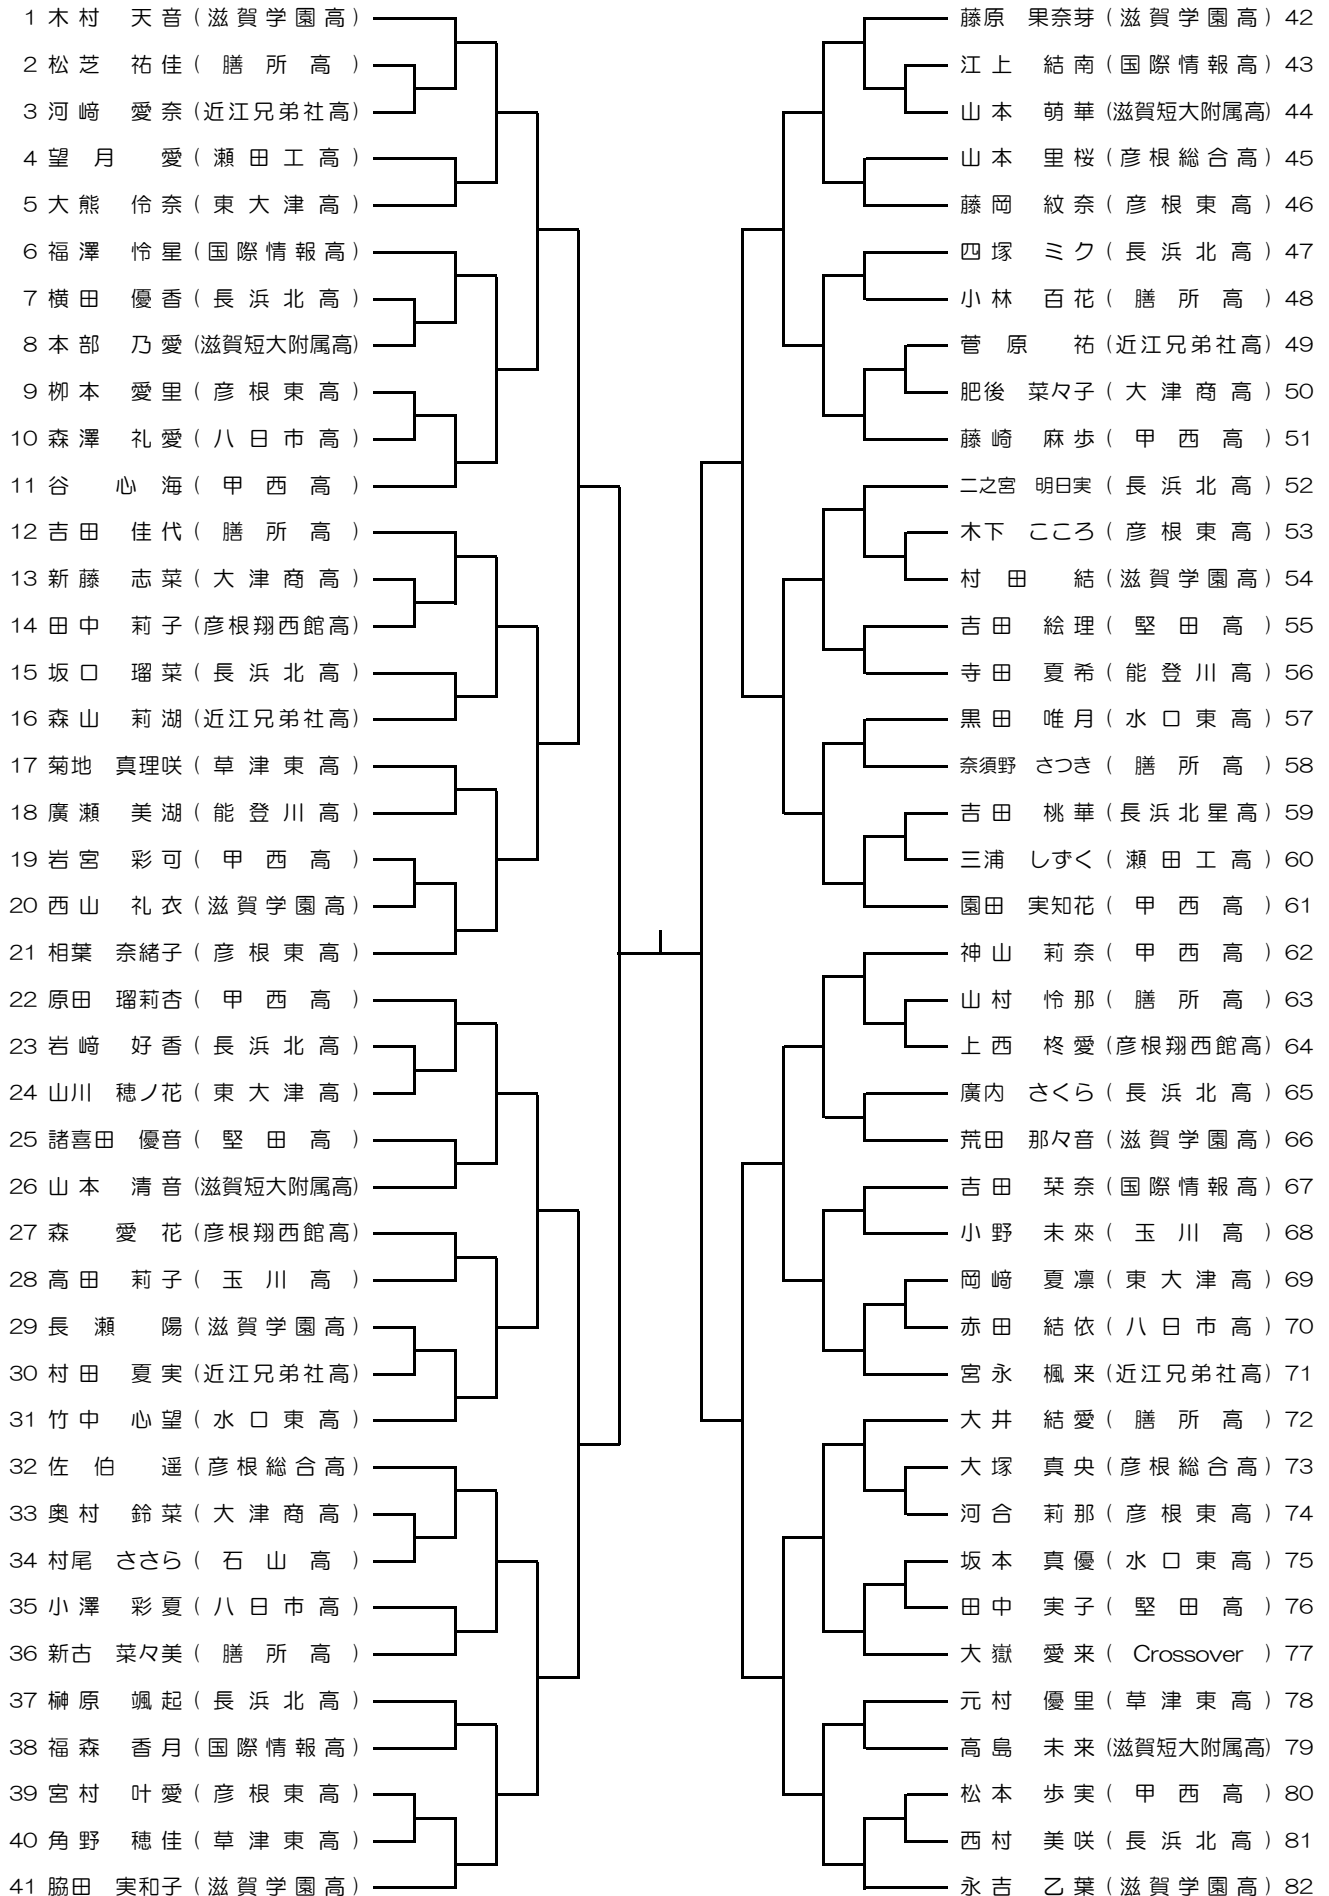 1 木村 天音 (滋賀学園高)
2 松芝 祐佳 (膳所高)
3 河﨑 愛奈 (近江兄弟社高)
4 望月 愛 (瀬田工高)
5 大熊 伶奈 (東大津高)
6 福澤 怜星 (国際情報高)
7 横田 優香 (長浜北高)
8 本部 乃愛 (滋賀短大附属高)
9 栁本 愛里 (彦根東高)
10 森澤 礼愛 (八日市高)
11 谷 心海 (甲西高)
12 吉田 佳代 (膳所高)
13 新藤 志菜 (大津商高)
14 田中 莉子 (彦根翔西館高)
15 坂口 瑠菜 (長浜北高)
16 森山 莉湖 (近江兄弟社高)
17 菊地 真理咲 (草津東高)
18 廣瀬 美湖 (能登川高)
19 岩宮 彩可 (甲西高)
20 西山 礼衣 (滋賀学園高)
21 相葉 奈緒子 (彦根東高)
22 原田 瑠莉杏 (甲西高)
23 岩﨑 好香 (長浜北高)
24 山川 穂ノ花 (東大津高)
25 諸喜田 優音 (堅田高)
26 山本 清音 (滋賀短大附属高)
27 森 愛花 (彦根翔西館高)
28 高田 莉子 (玉川高)
29 長瀬 陽 (滋賀学園高)
30 村田 夏実 (近江兄弟社高)
31 竹中 心望 (水口東高)
32 佐伯 遥 (彦根総合高)
33 奥村 鈴菜 (大津商高)
34 村尾 ささら (石山高)
35 小澤 彩夏 (八日市高)
36 新古 菜々美 (膳所高)
37 榊原 颯起 (長浜北高)
38 福森 香月 (国際情報高)
39 宮村 叶愛 (彦根東高)
40 角野 穂佳 (草津東高)
41 脇田 実和子 (滋賀学園高)
藤原 果奈芽 (滋賀学園高) 42
江上 結南 (国際情報高) 43
山本 萌華 (滋賀短大附属高) 44
山本 里桜 (彦根総合高) 45
藤岡 紋奈 (彦根東高) 46
四塚 ミク (長浜北高) 47
小林 百花 (膳所高) 48
菅原 祐 (近江兄弟社高) 49
肥後 菜々子 (大津商高) 50
藤崎 麻歩 (甲西高) 51
二之宮 明日実 (長浜北高) 52
木下 こころ (彦根東高) 53
村田 結 (滋賀学園高) 54
吉田 絵理 (堅田高) 55
寺田 夏希 (能登川高) 56
黒田 唯月 (水口東高) 57
奈須野 さつき (膳所高) 58
吉田 桃華 (長浜北星高) 59
三浦 しずく (瀬田工高) 60
園田 実知花 (甲西高) 61
神山 莉奈 (甲西高) 62
山村 怜那 (膳所高) 63
上西 柊愛 (彦根翔西館高) 64
廣内 さくら (長浜北高) 65
荒田 那々音 (滋賀学園高) 66
吉田 栞奈 (国際情報高) 67
小野 未來 (玉川高) 68
岡﨑 夏凛 (東大津高) 69
赤田 結依 (八日市高) 70
宮永 楓来 (近江兄弟社高) 71
大井 結愛 (膳所高) 72
大塚 真央 (彦根総合高) 73
河合 莉那 (彦根東高) 74
坂本 真優 (水口東高) 75
田中 実子 (堅田高) 76
大嶽 愛来 (Crossover) 77
元村 優里 (草津東高) 78
高島 未来 (滋賀短大附属高) 79
松本 歩実 (甲西高) 80
西村 美咲 (長浜北高) 81
永吉 乙葉 (滋賀学園高) 82